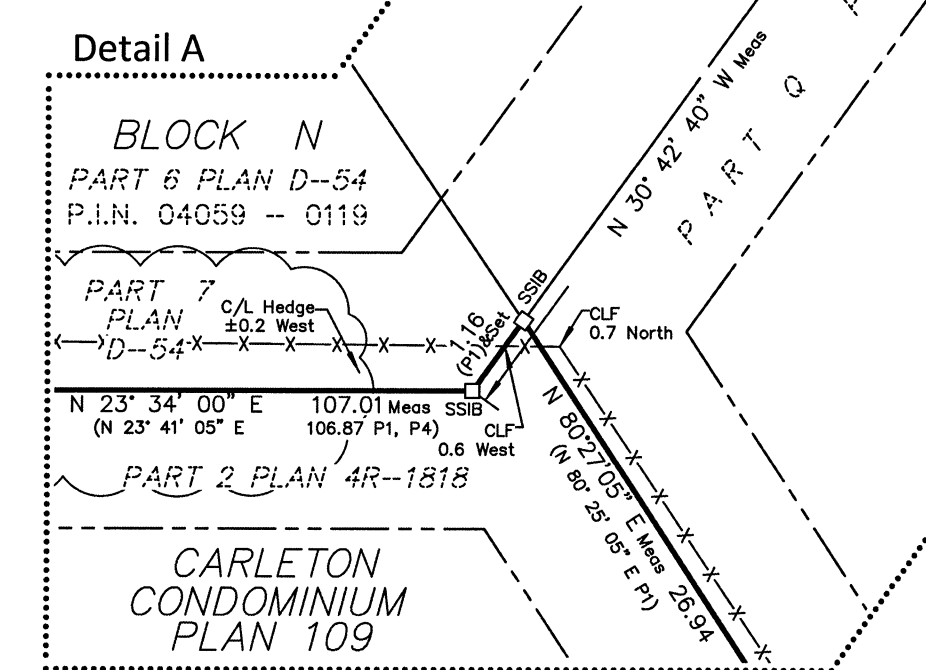 Detail A
BLOCK N
PART 6 PLAN D--54
P.I.N. 04059 -- 0119
PART 7
PLAN
D--54
C/L Hedge
±0.2 West
1.16
(P1)&Set
SSIB
CLF
0.7 North
N 30° 42' 40" W Meas
PART Q
N 23° 34' 00" E 107.01 Meas
(N 23° 41' 05" E 106.87 P1, P4)
SSIB
CLF
0.6 West
PART 2 PLAN 4R--1818
N 80°27'05" E Meas 26.94
(N 80° 25' 05" E P1)
CARLETON
CONDOMINIUM
PLAN 109